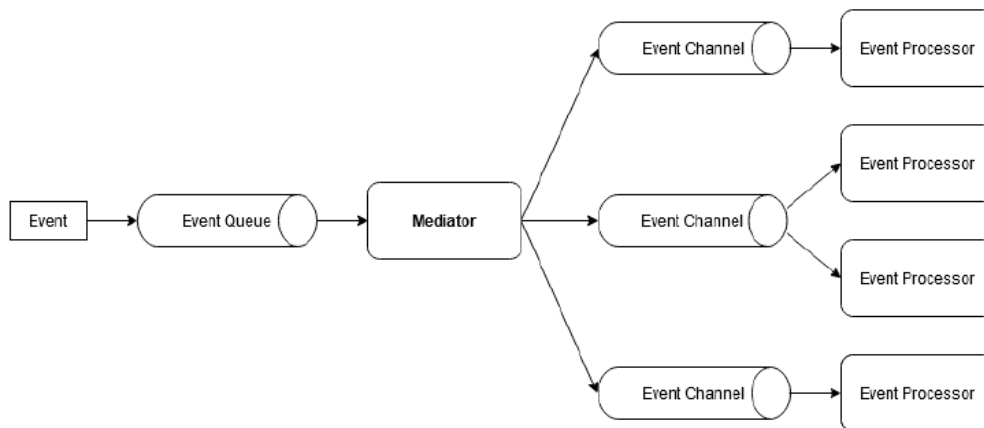 Event
Event Queue
Mediator
Event Channel
Event Processor
Event Channel
Event Processor
Event Processor
Event Channel
Event Processor